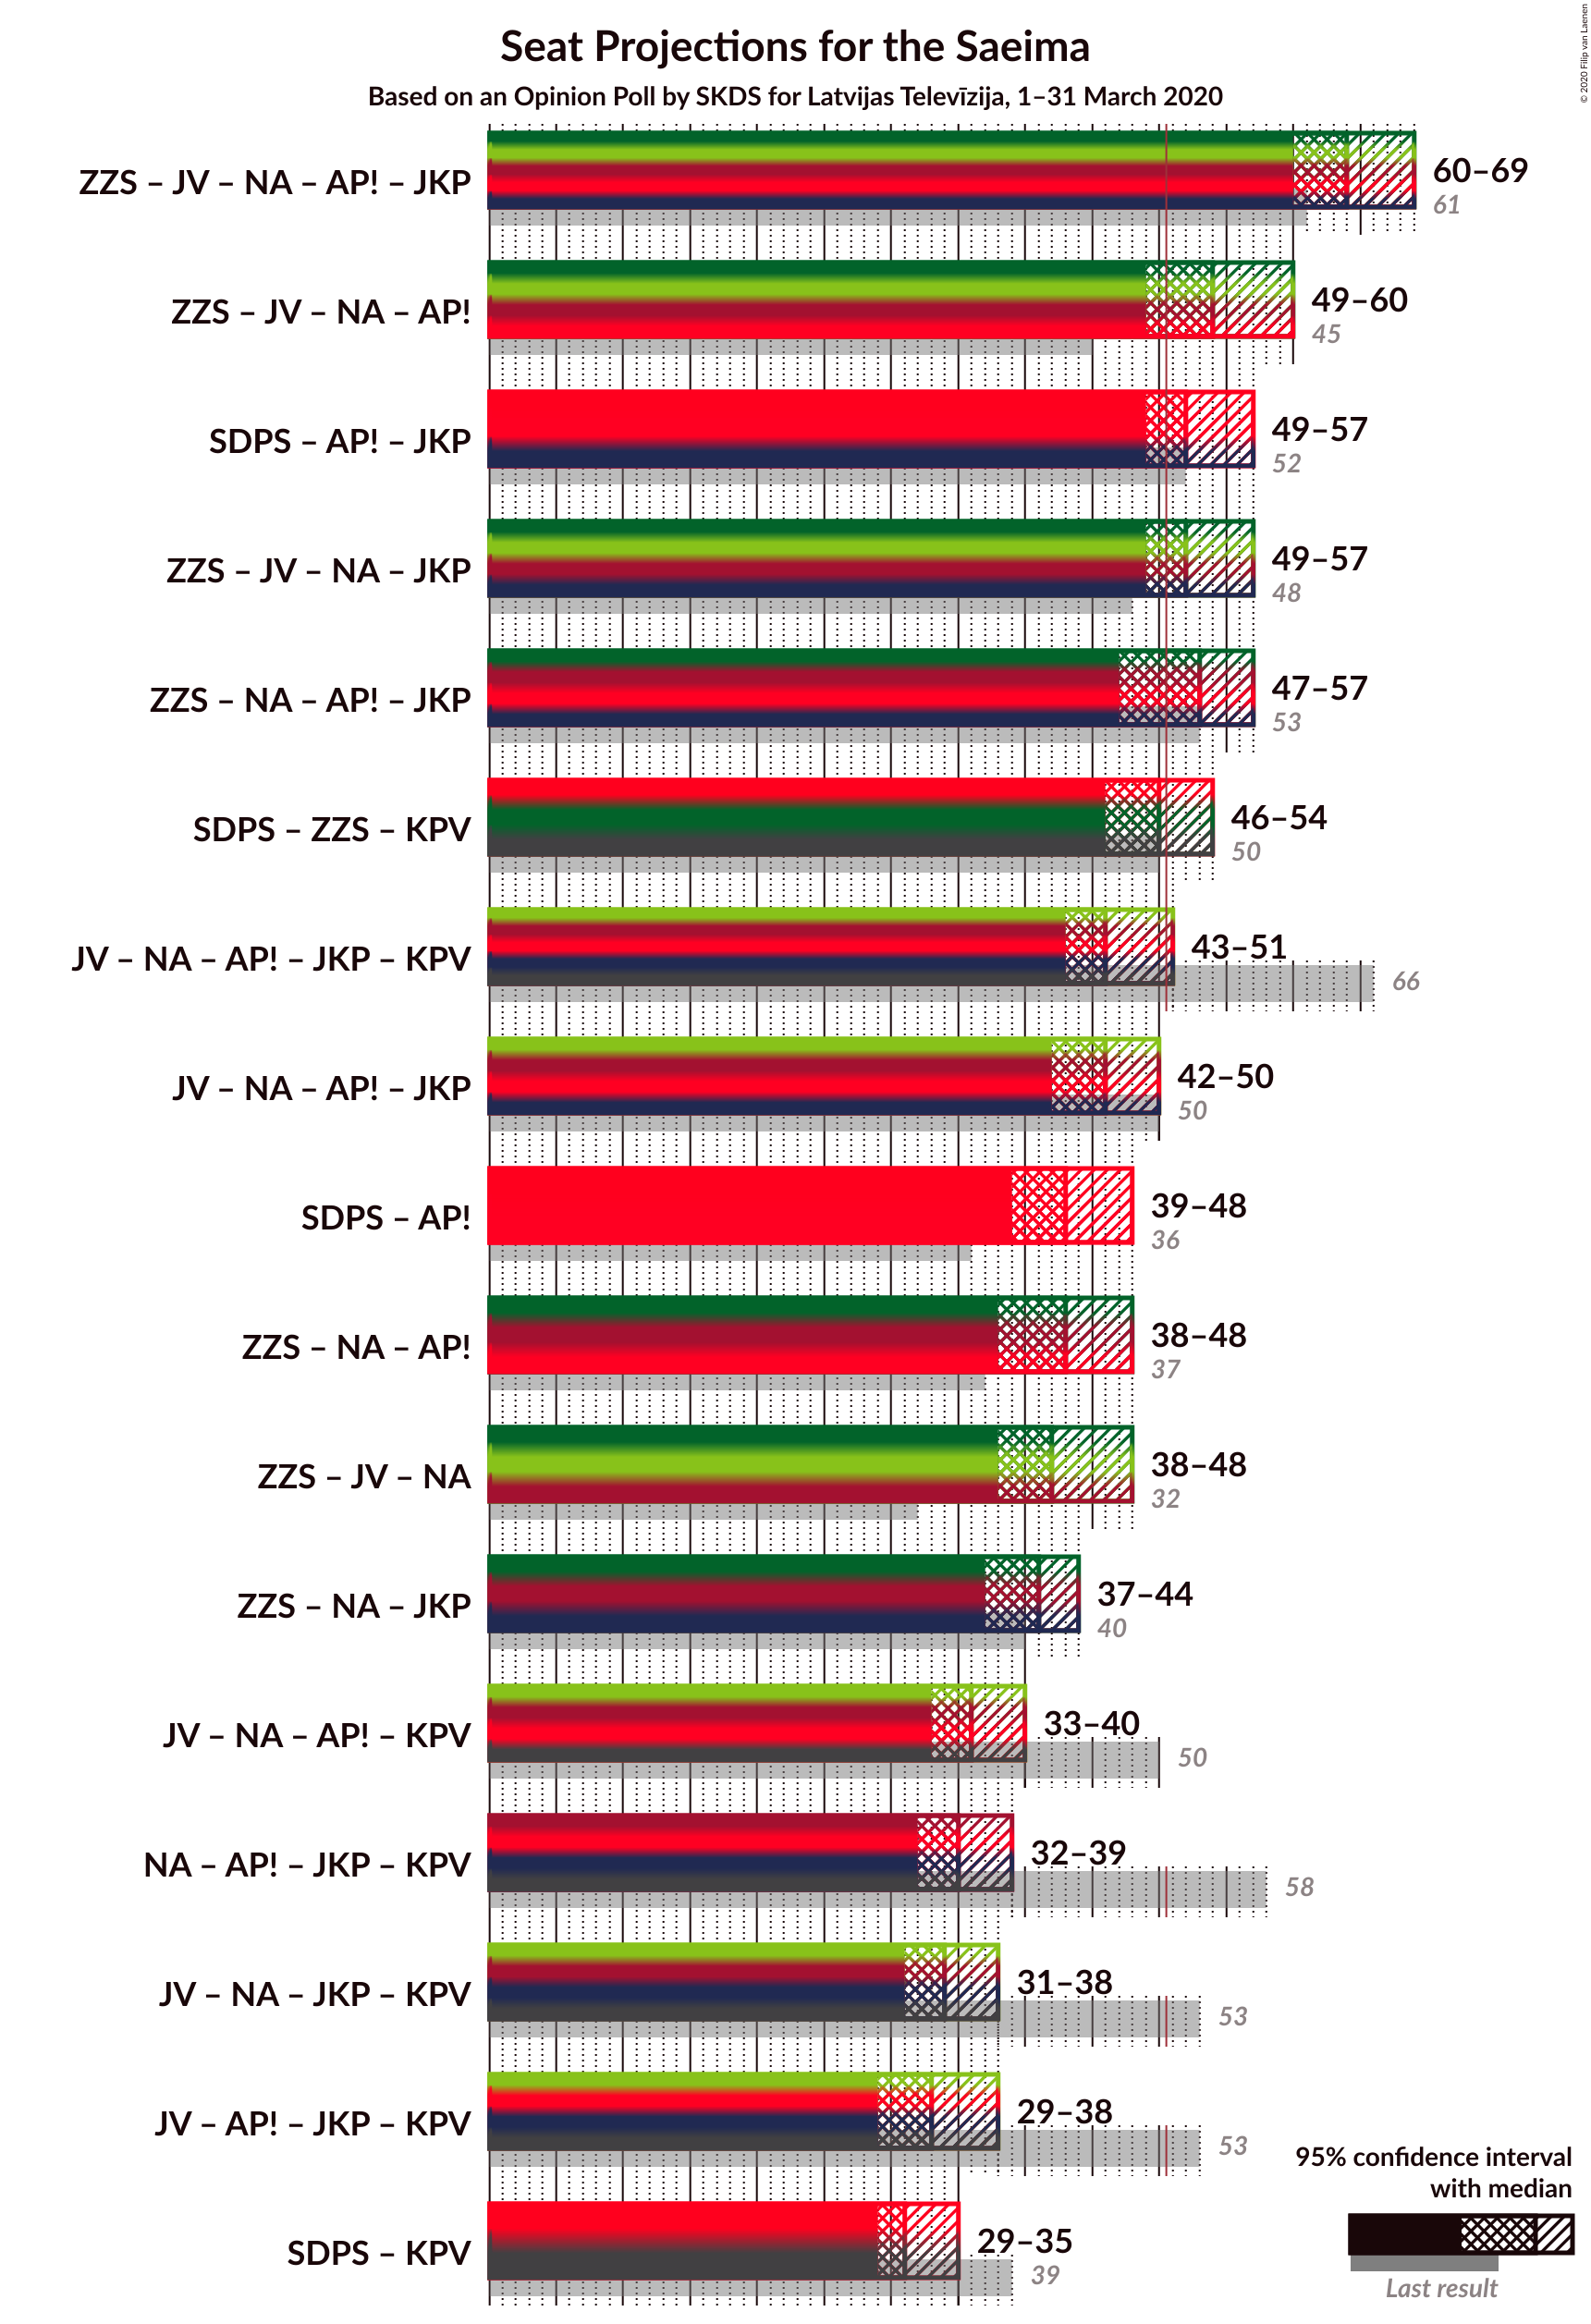 Seat Projections for the Saeima
Based on an Opinion Poll by SKDS for Latvijas Televīzija, 1–31 March 2020
© 2020 Filip van Laenen
ZZS – JV – NA – AP! – JKP
60–69
61
ZZS – JV – NA – AP!
49–60
45
SDPS – AP! – JKP
49–57
52
ZZS – JV – NA – JKP
49–57
48
ZZS – NA – AP! – JKP
47–57
53
SDPS – ZZS – KPV
46–54
50
JV – NA – AP! – JKP – KPV
43–51
66
JV – NA – AP! – JKP
42–50
50
SDPS – AP!
39–48
36
ZZS – NA – AP!
38–48
37
ZZS – JV – NA
38–48
32
ZZS – NA – JKP
37–44
40
JV – NA – AP! – KPV
33–40
50
NA – AP! – JKP – KPV
32–39
58
JV – NA – JKP – KPV
31–38
53
JV – AP! – JKP – KPV
29–38
53
SDPS – KPV
29–35
39
95% confidence interval
with median
Last result